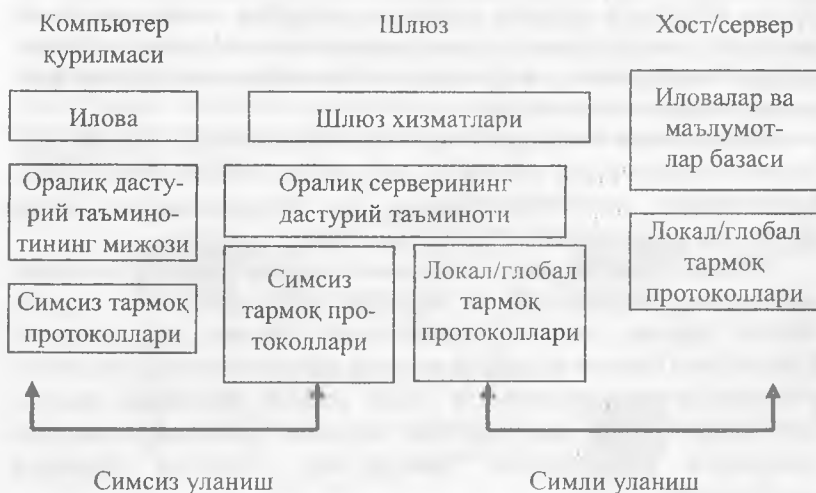 Компьютер
қурилмаси
Шлюз
Хост/сервер
Илова
Шлюз хизматлари
Иловалар ва
маълумот-
лар базаси
Оралиқ дасту-
рий таъмино-
тининг мижози
Оралиқ серверининг
дастурий таъминоти
Симсиз тармоқ
протоколлари
Симсиз
тармоқ про-
токоллари
Локал/глобал
тармоқ
протоколлари
Локал/глобал
тармоқ
протоколлари
Симсиз уланиш
Симли уланиш